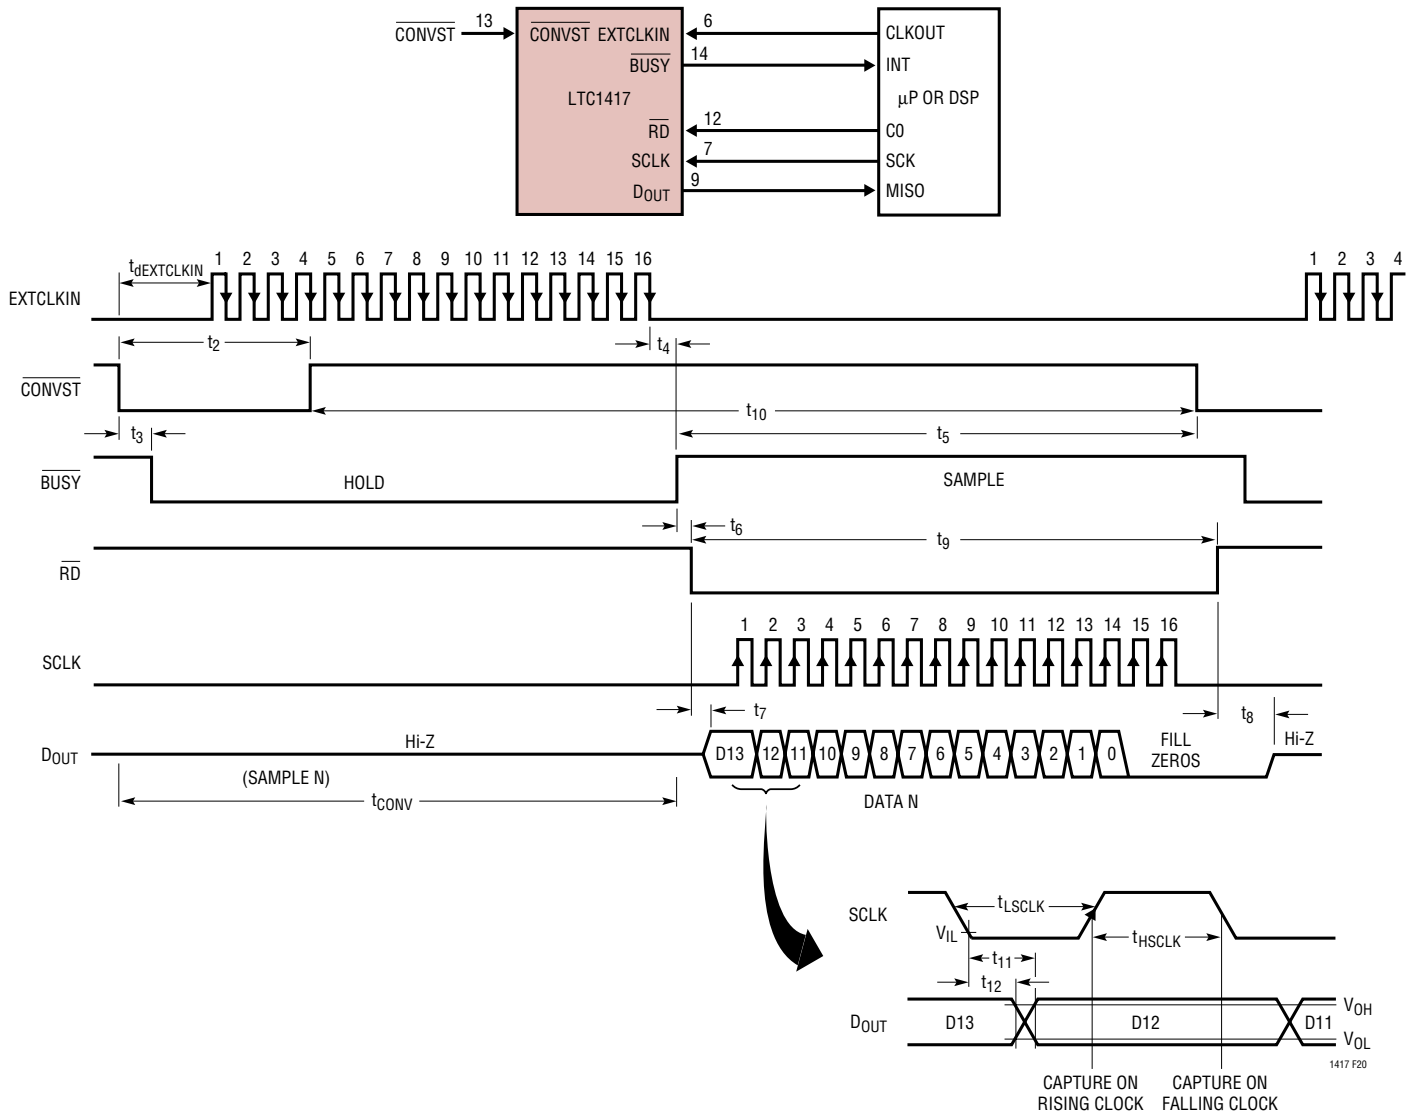 CONVST 13 CONVST EXTCLKIN 6 CLKOUT
BUSY 14 INT
LTC1417 µP OR DSP
RD 12 C0
SCLK 7 SCK
DOUT 9 MISO
tdEXTCLKIN 1 2 3 4 5 6 7 8 9 10 11 12 13 14 15 16 1 2 3 4
EXTCLKIN
t2 t4
CONVST
t10
t3 t5
BUSY HOLD SAMPLE
t6
t9
RD
1 2 3 4 5 6 7 8 9 10 11 12 13 14 15 16
SCLK
t7 t8
DOUT Hi-Z D13 12 11 10 9 8 7 6 5 4 3 2 1 0 FILL ZEROS Hi-Z
(SAMPLE N)
tCONV DATA N
SCLK tLSCLK
VIL tHSCLK
t11
t12
DOUT D13 D12 D11 VOH
VOL
1417 F20
CAPTURE ON CAPTURE ON
RISING CLOCK FALLING CLOCK